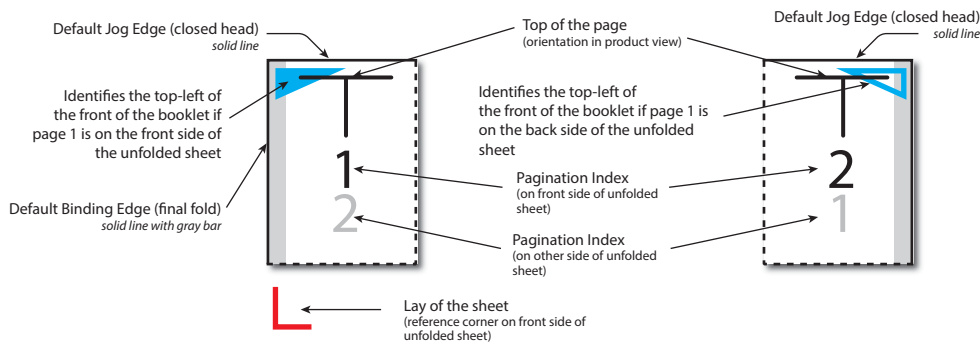 Default Jog Edge (closed head)
solid line
Top of the page
(orientation in product view)
Default Jog Edge (closed head)
solid line
Identifies the top-left of
the front of the booklet if
page 1 is on the front side of
the unfolded sheet
Identifies the top-left of
the front of the booklet if page 1 is
on the back side of the unfolded
sheet
1
2
Pagination Index
(on front side of unfolded
sheet)
2
1
Default Binding Edge (final fold)
solid line with gray bar
Pagination Index
(on other side of unfolded
sheet)
Lay of the sheet
(reference corner on front side of
unfolded sheet)